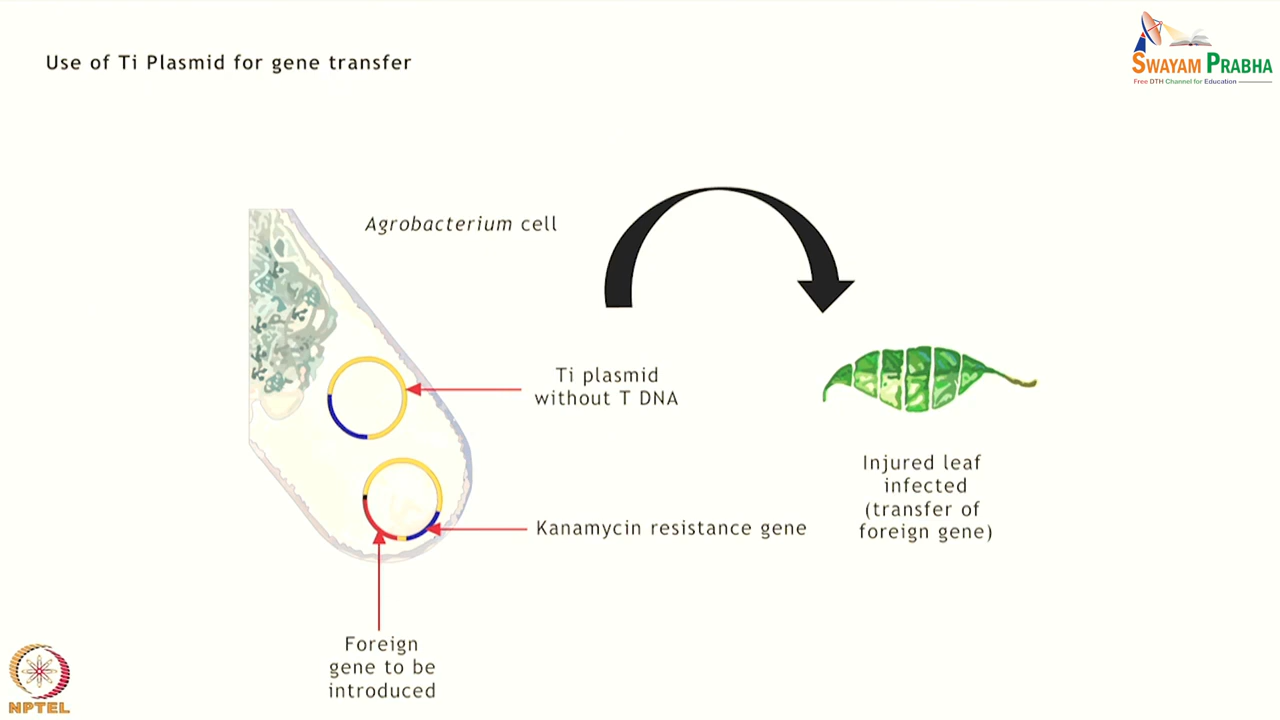 Use of Ti Plasmid for gene transfer
SWAYAM PRABHA
Free DTH Channel for Education
Agrobacterium cell
Ti plasmid
without T DNA
Injured leaf
infected
(transfer of
foreign gene)
Kanamycin resistance gene
Foreign
gene to be
introduced
NPTEL